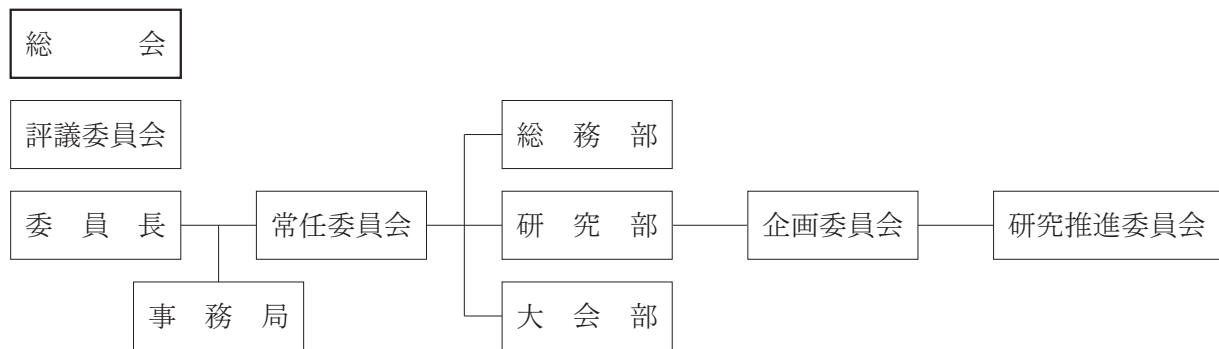 総会
評議委員会
総務部
委員長
常任委員会
研究部
企画委員会
研究推進委員会
事務局
大会部